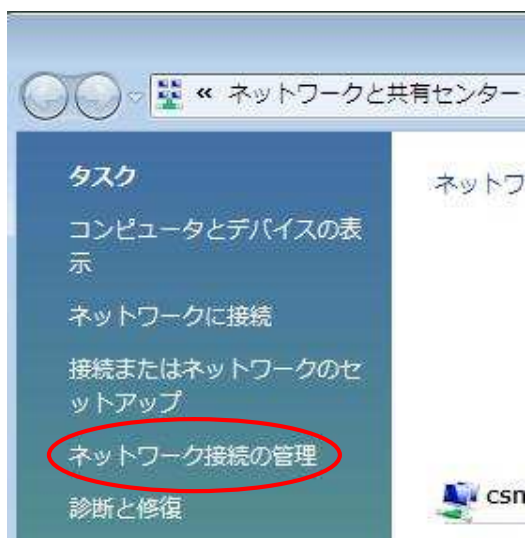 « ネットワークと共有センター
タスク
ネットワ
コンピュータとデバイスの表
示
ネットワークに接続
接続またはネットワークのセ
ットアップ
ネットワーク接続の管理
診断と修復
csn